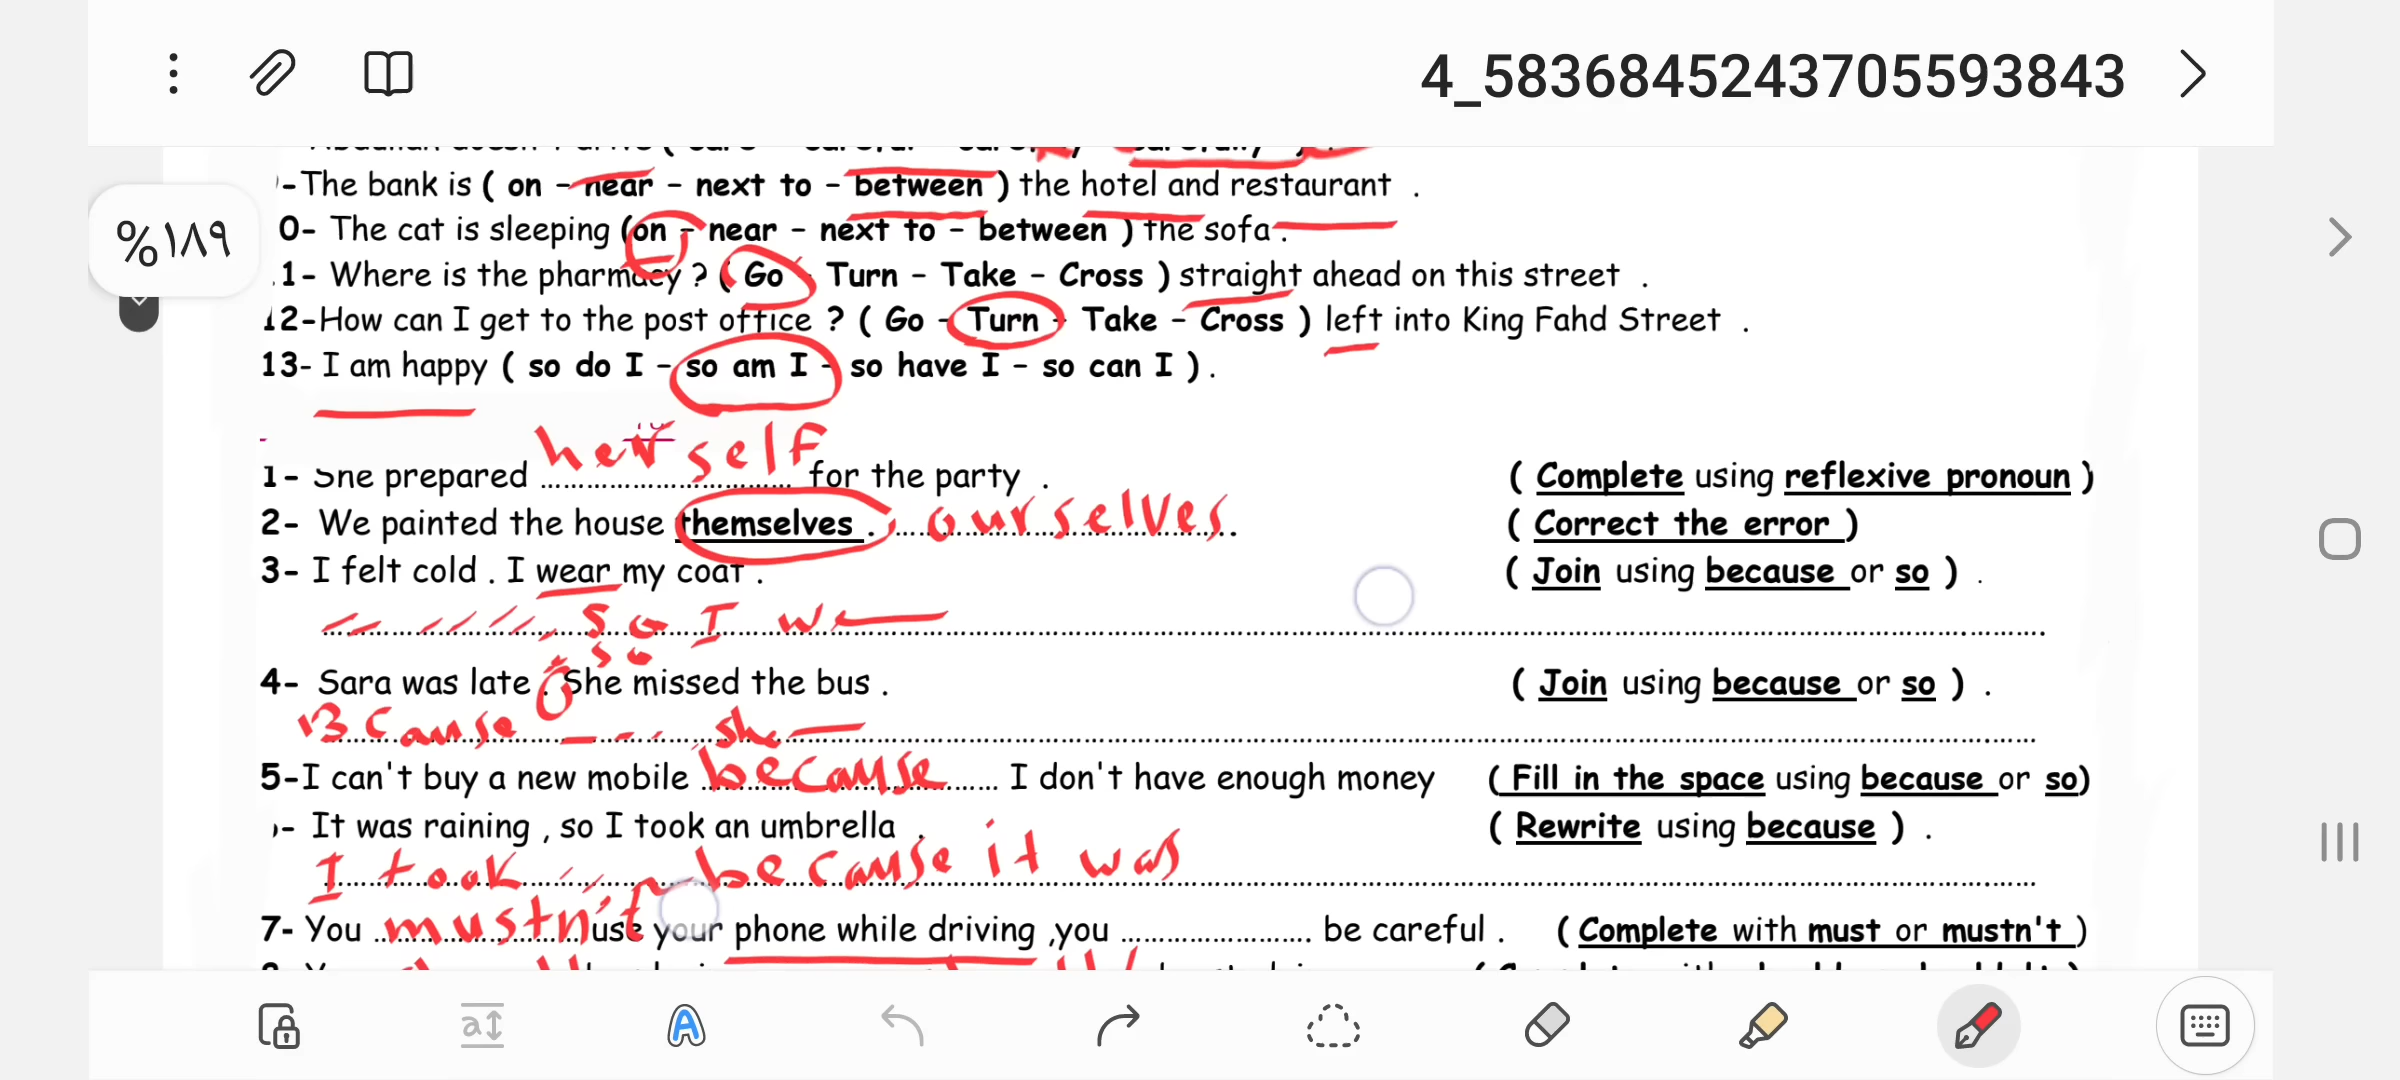 4_5836845243705593843
%١٨٩
-The bank is ( on - near - next to - between ) the hotel and restaurant .
0- The cat is sleeping (on - near - next to - between ) the sofa .
1- Where is the pharmacy ? ( Go - Turn - Take - Cross ) straight ahead on this street .
12-How can I get to the post office ? ( Go - Turn - Take - Cross ) left into King Fahd Street .
13- I am happy ( so do I - so am I - so have I - so can I ) .
herself
1- She prepared .............................. for the party . ( Complete using reflexive pronoun )
2- We painted the house themselves . ourselves ( Correct the error )
3- I felt cold . I wear my coat . ( Join using because or so ) .
so I we
so
4- Sara was late . She missed the bus . ( Join using because or so ) .
Because she
5-I can't buy a new mobile because I don't have enough money ( Fill in the space using because or so)
- It was raining , so I took an umbrella . ( Rewrite using because ) .
I took because it was
7- You mustn't use your phone while driving ,you ...................... be careful . ( Complete with must or mustn't )